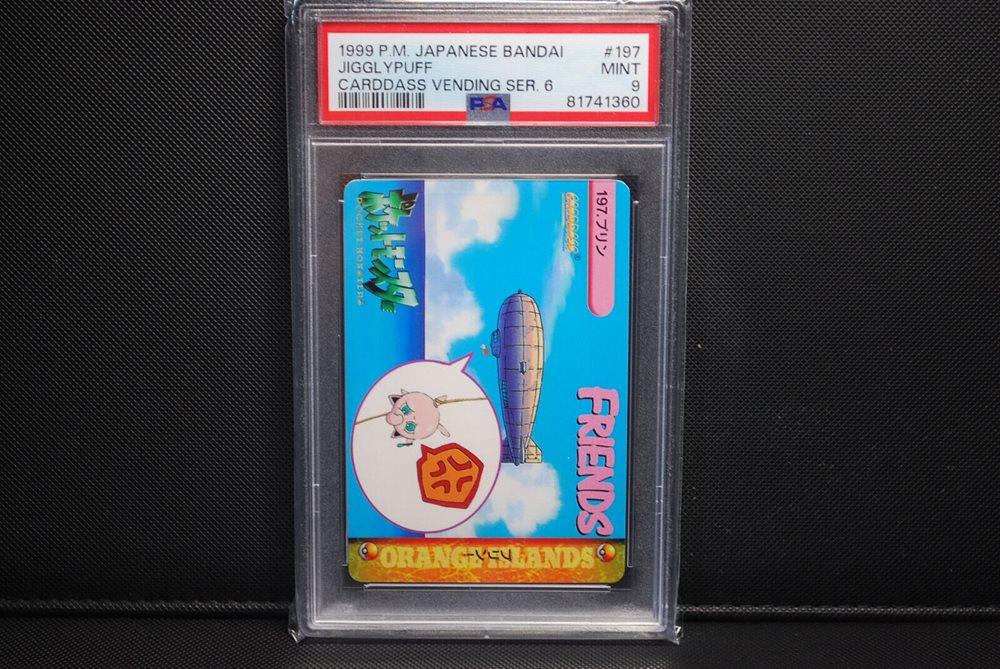 1999 P.M. JAPANESE BANDAI #197
JIGGLYPUFF MINT
CARDDASS VENDING SER. 6 9
PSA 81741360
197.プリン
CARDDASS
®
FRIENDS
ポケットモンスター
POCKET MONSTERS
ORANGE ISLANDS